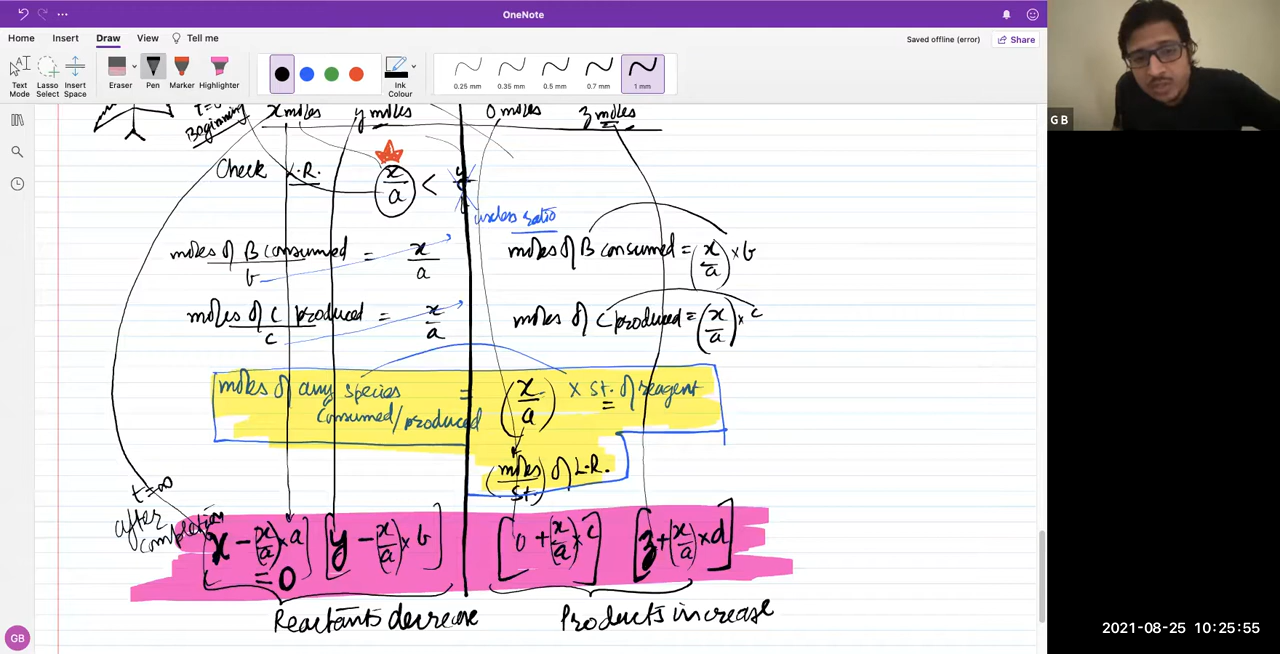 OneNote
Home Insert Draw View Tell me
Saved offline (error) Share
Text Mode
Lasso Select
Insert Space
Eraser
Pen
Marker
Highlighter
Ink Colour
0.25 mm 0.35 mm 0.5 mm 0.7 mm 1 mm
G B
t=0
Beginning
x moles y moles 0 moles z moles
Check L.R. x/a <
useless ratio
moles of B consumed / b = x/a
moles of B consumed = (x/a) × b
moles of C produced / c = x/a
moles of C produced = (x/a) × c
moles of any species consumed/produced = (x/a) × St. of reagent
(moles/St.) of L.R.
t=∞
after completion
[x - (x/a) × a] = 0 [y - (x/a) × b] [0 + (x/a) × c] [z + (x/a) × d]
Reactants decrease Products increase
GB
2021-08-25 10:25:55